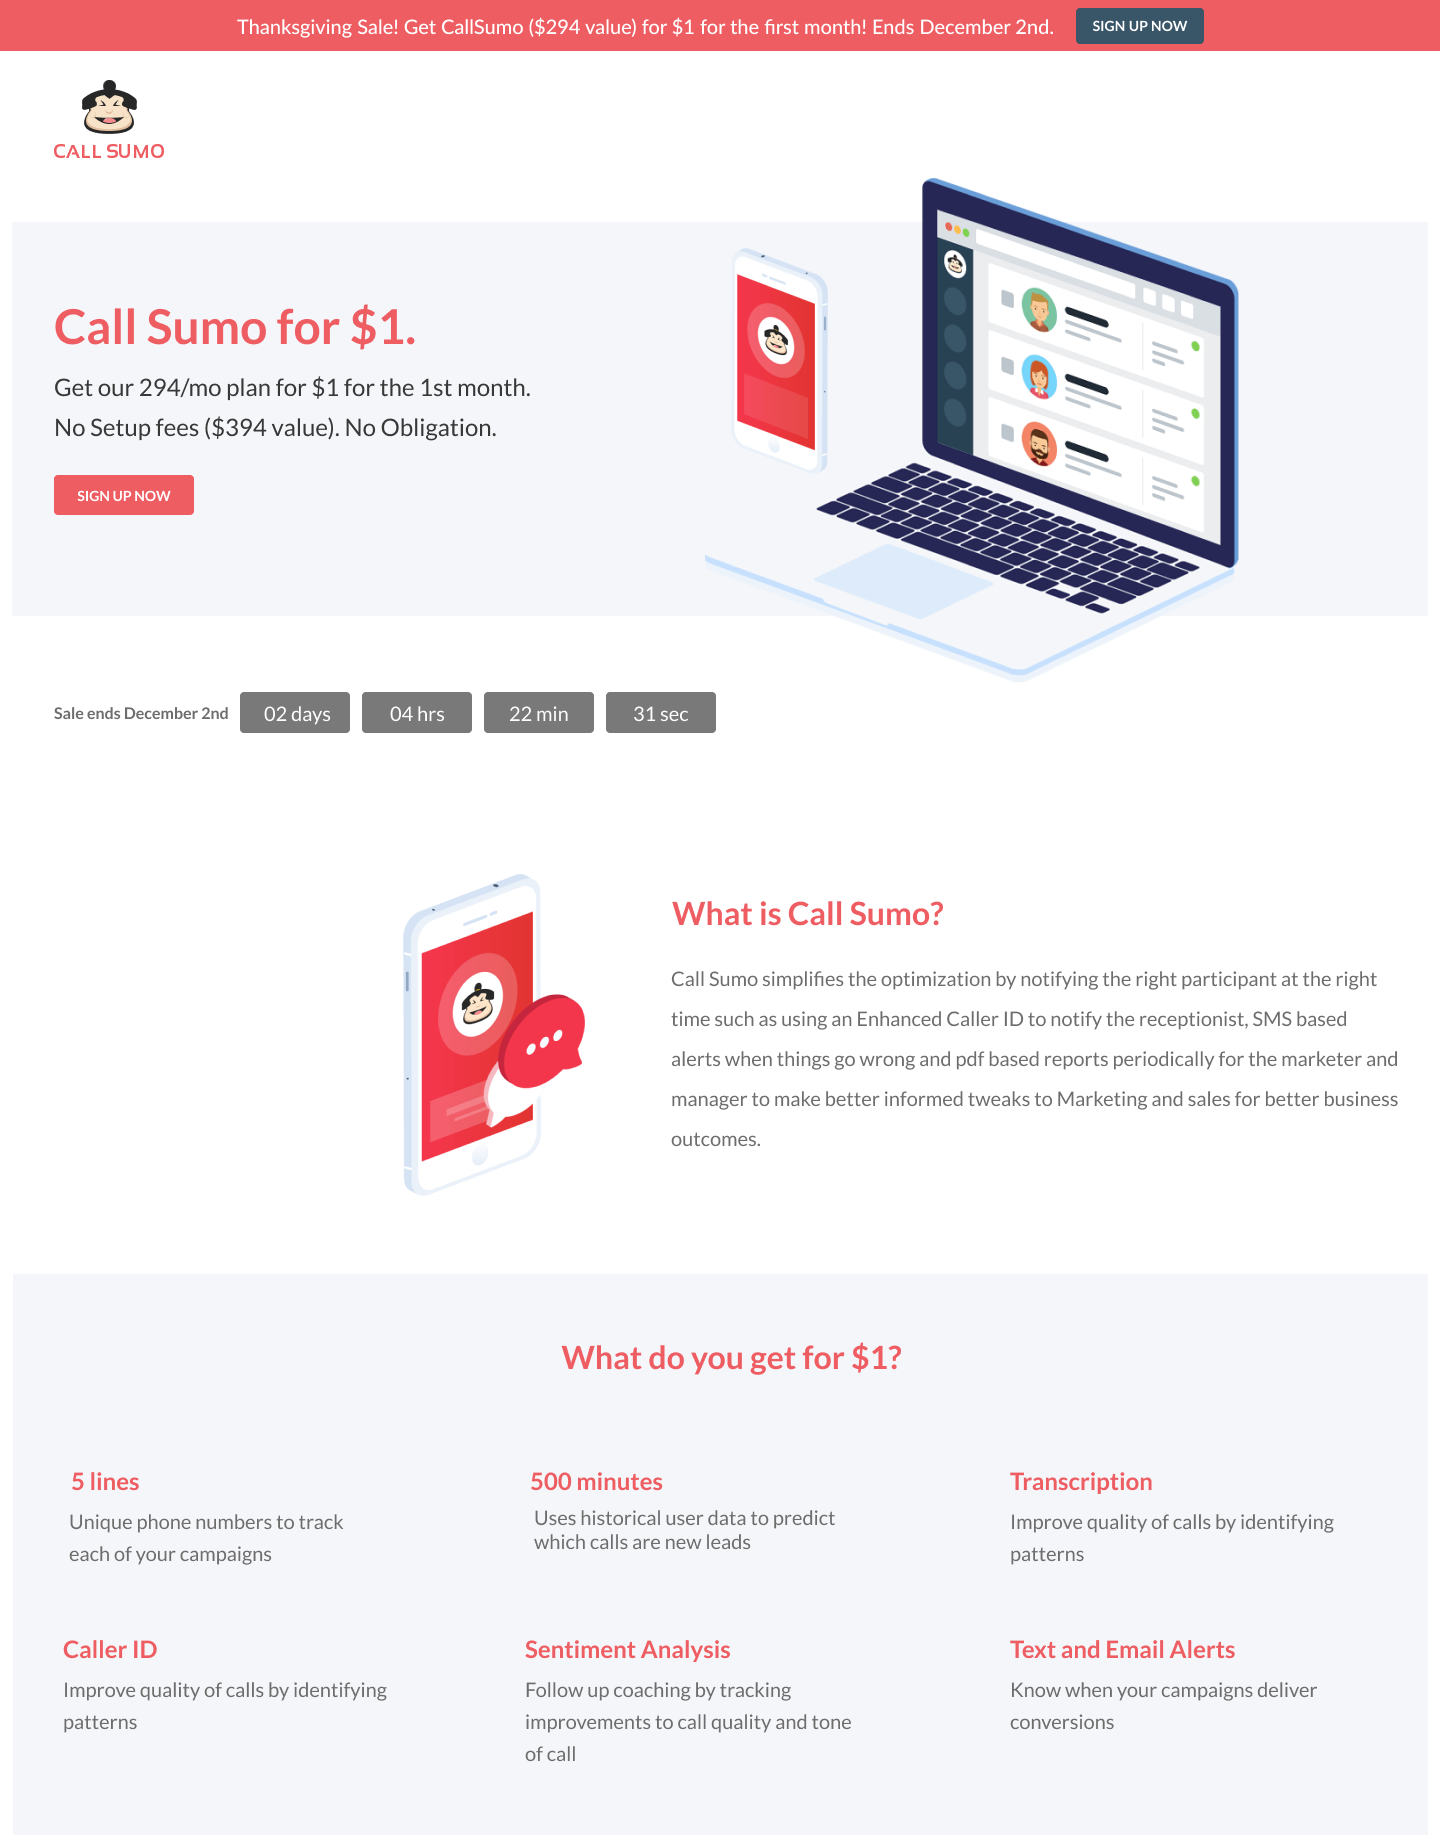 Thanksgiving Sale! Get CallSumo ($294 value) for $1 for the first month! Ends December 2nd.
SIGN UP NOW
CALL SUMO
Call Sumo for $1.
Get our 294/mo plan for $1 for the 1st month.
No Setup fees ($394 value). No Obligation.
SIGN UP NOW
Sale ends December 2nd
02 days
04 hrs
22 min
31 sec
What is Call Sumo?
Call Sumo simplifies the optimization by notifying the right participant at the right
time such as using an Enhanced Caller ID to notify the receptionist, SMS based
alerts when things go wrong and pdf based reports periodically for the marketer and
manager to make better informed tweaks to Marketing and sales for better business
outcomes.
What do you get for $1?
5 lines
Unique phone numbers to track
each of your campaigns
500 minutes
Uses historical user data to predict
which calls are new leads
Transcription
Improve quality of calls by identifying
patterns
Caller ID
Improve quality of calls by identifying
patterns
Sentiment Analysis
Follow up coaching by tracking
improvements to call quality and tone
of call
Text and Email Alerts
Know when your campaigns deliver
conversions